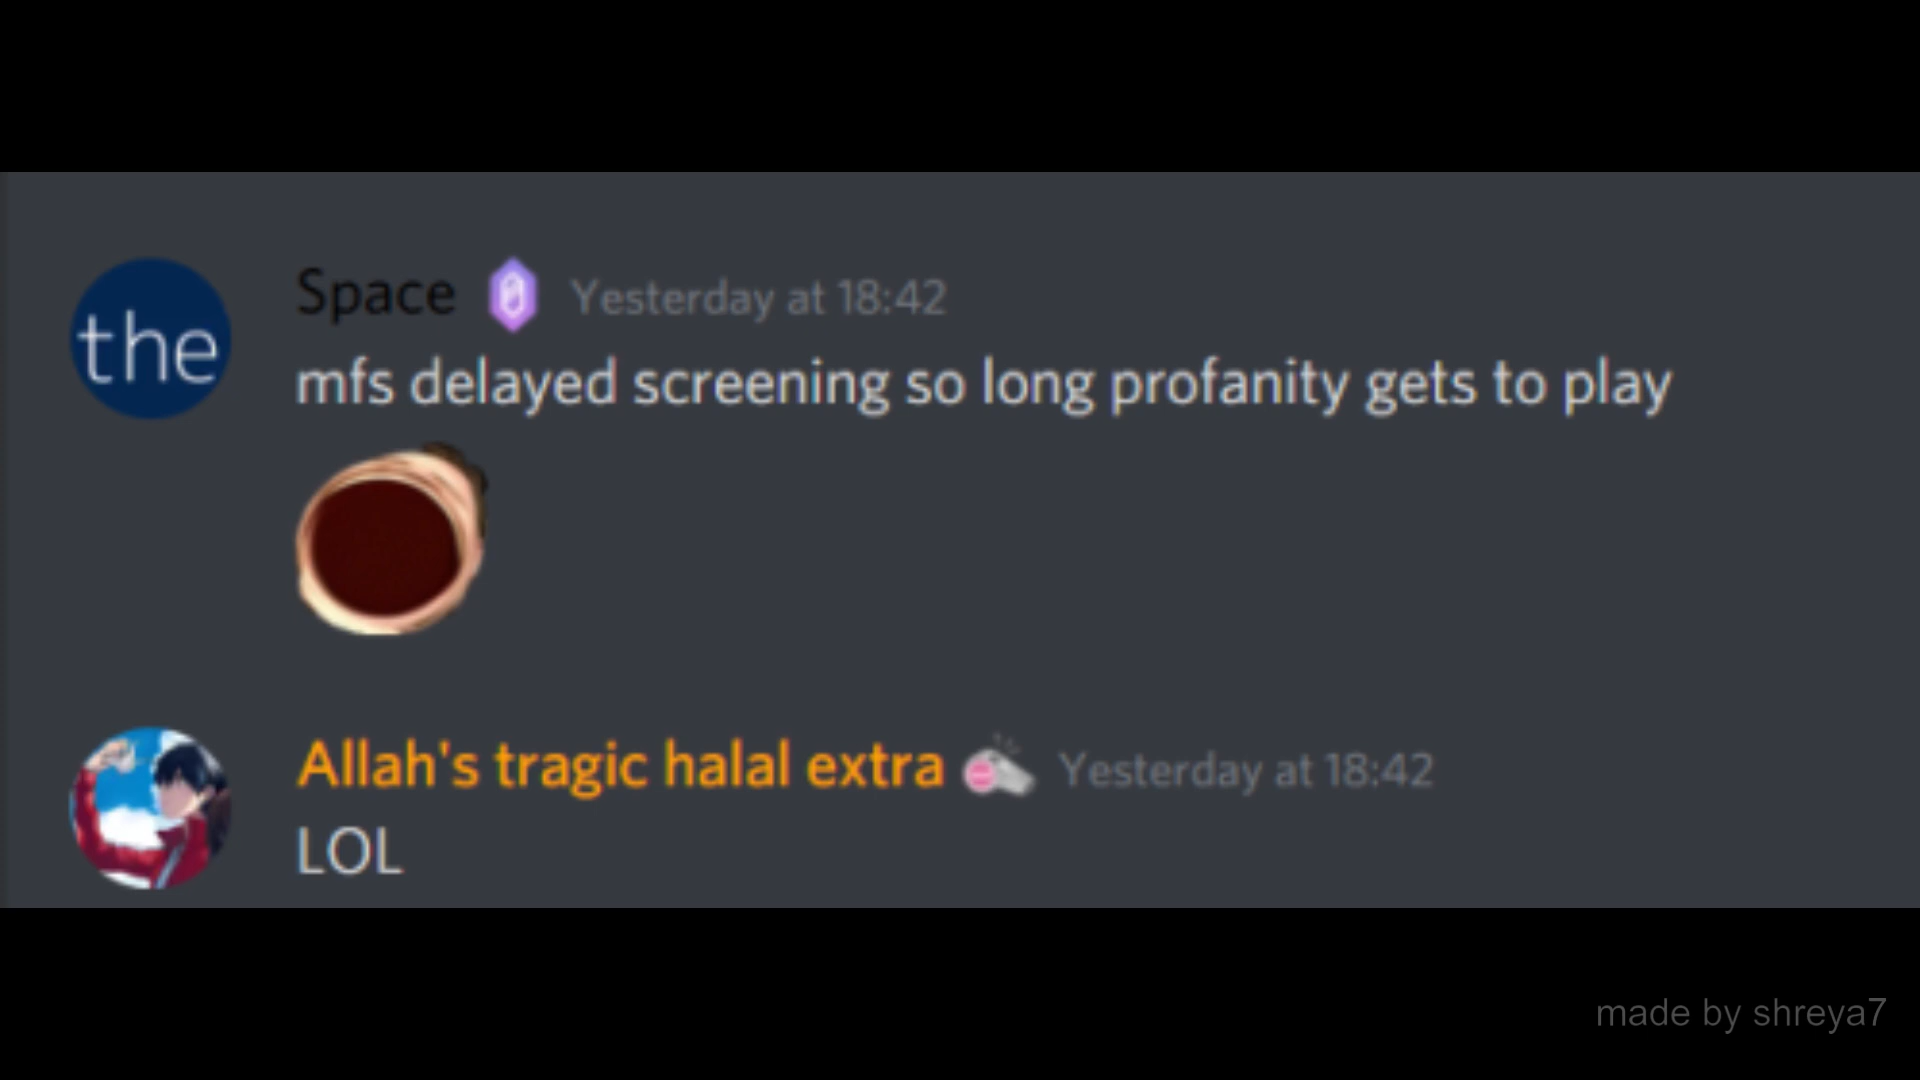 the
Space Yesterday at 18:42
mfs delayed screening so long profanity gets to play
Allah's tragic halal extra Yesterday at 18:42
LOL
made by shreya7